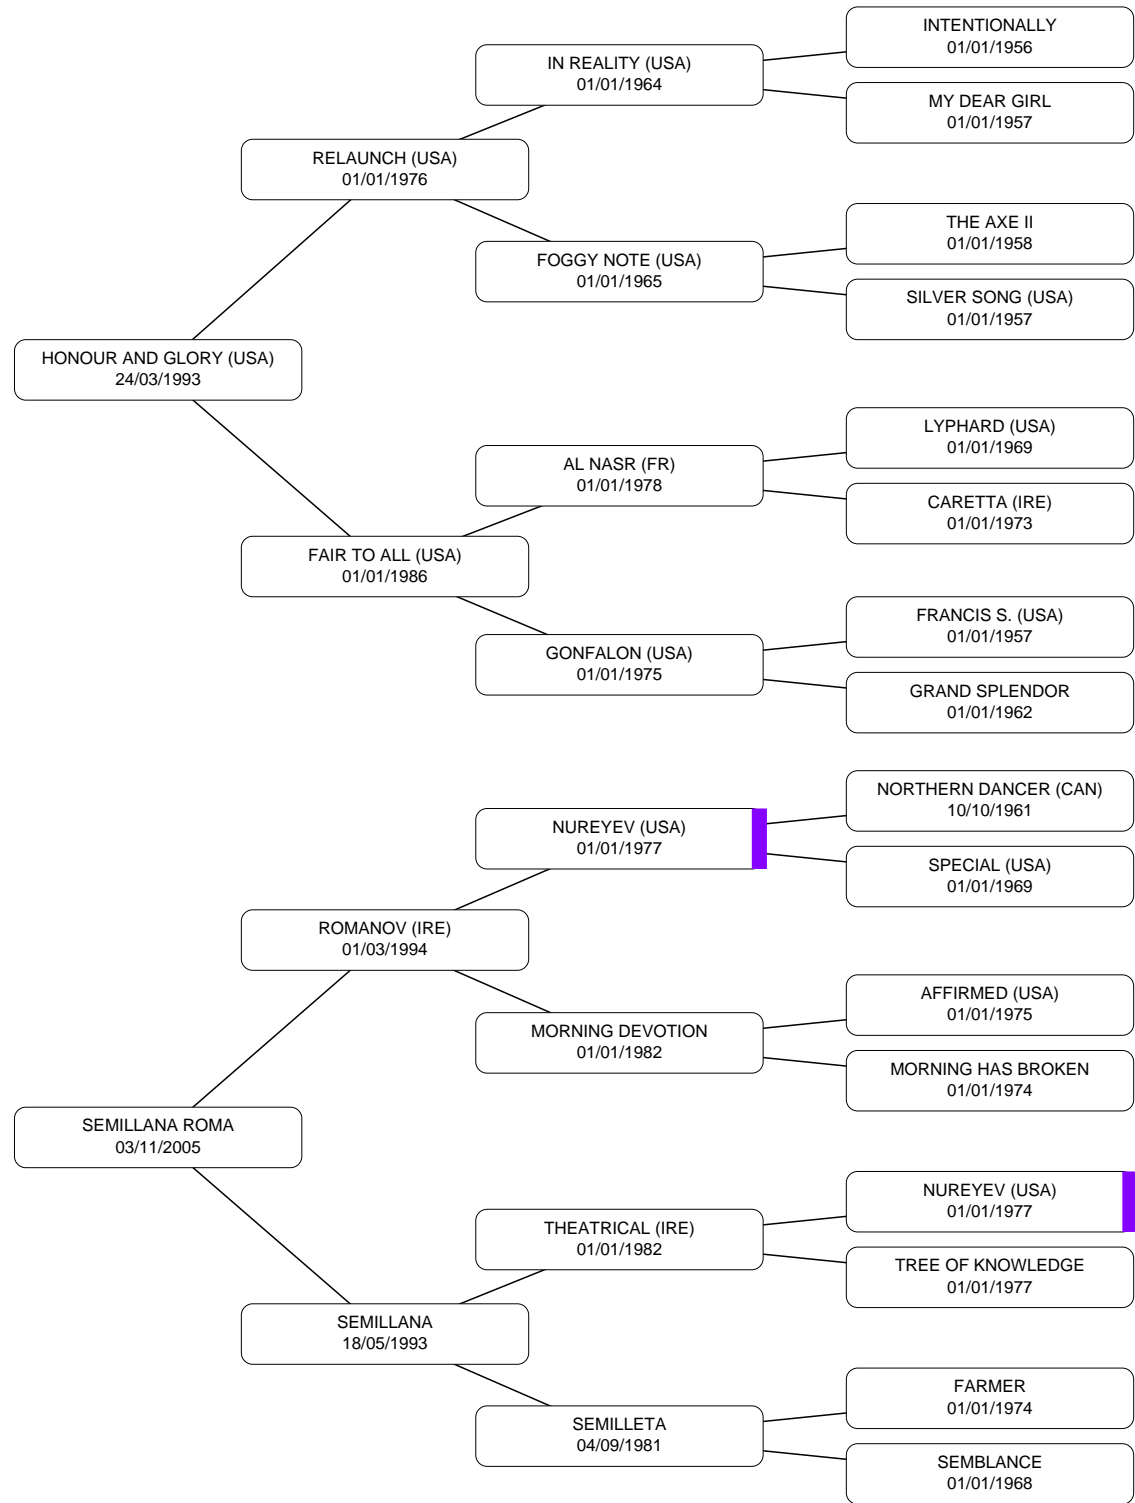 INTENTIONALLY
01/01/1956
IN REALITY (USA)
01/01/1964
MY DEAR GIRL
01/01/1957
RELAUNCH (USA)
01/01/1976
THE AXE II
01/01/1958
FOGGY NOTE (USA)
01/01/1965
SILVER SONG (USA)
01/01/1957
HONOUR AND GLORY (USA)
24/03/1993
LYPHARD (USA)
01/01/1969
AL NASR (FR)
01/01/1978
CARETTA (IRE)
01/01/1973
FAIR TO ALL (USA)
01/01/1986
FRANCIS S. (USA)
01/01/1957
GONFALON (USA)
01/01/1975
GRAND SPLENDOR
01/01/1962
NORTHERN DANCER (CAN)
10/10/1961
NUREYEV (USA)
01/01/1977
SPECIAL (USA)
01/01/1969
ROMANOV (IRE)
01/03/1994
AFFIRMED (USA)
01/01/1975
MORNING DEVOTION
01/01/1982
MORNING HAS BROKEN
01/01/1974
SEMILLANA ROMA
03/11/2005
NUREYEV (USA)
01/01/1977
THEATRICAL (IRE)
01/01/1982
TREE OF KNOWLEDGE
01/01/1977
SEMILLANA
18/05/1993
FARMER
01/01/1974
SEMILLETA
04/09/1981
SEMBLANCE
01/01/1968